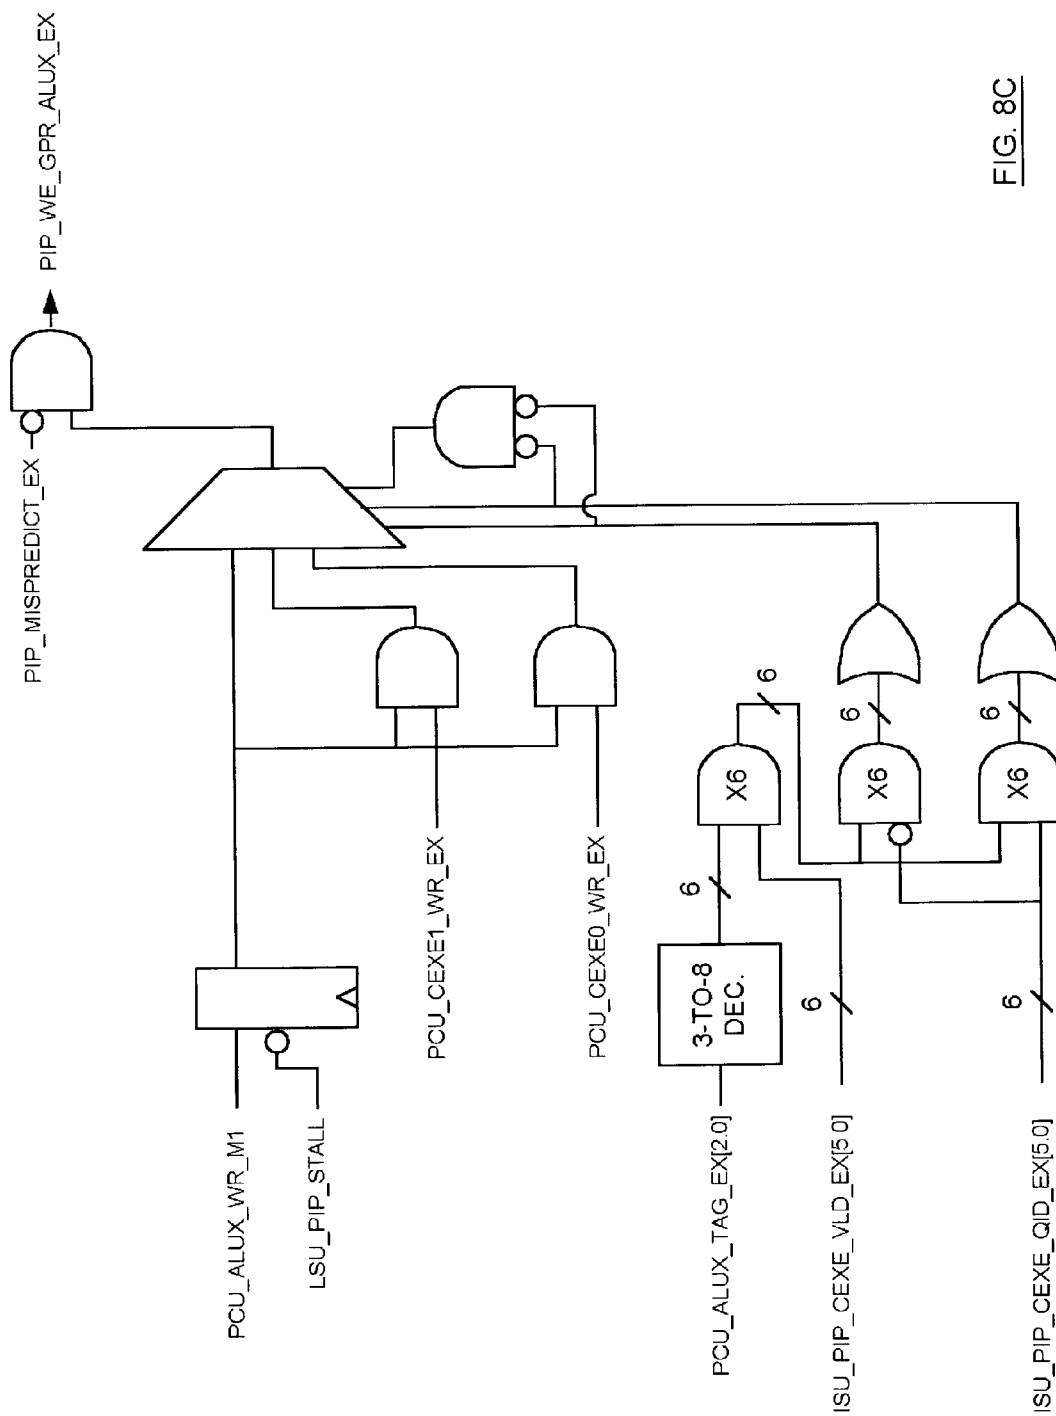 PIP_MISPREDICT_EX
PIP_WE_GPR_ALUX_EX
PCU_ALUX_WR_M1
LSU_PIP_STALL
PCU_CEXE1_WR_EX
PCU_CEXE0_WR_EX
PCU_ALUX_TAG_EX[2.0]
3-TO-8
DEC.
6
X6
6
ISU_PIP_CEXE_VLD_EX[5 0]
6
X6
6
ISU_PIP_CEXE_QID_EX[5.0]
6
X6
6
FIG. 8C